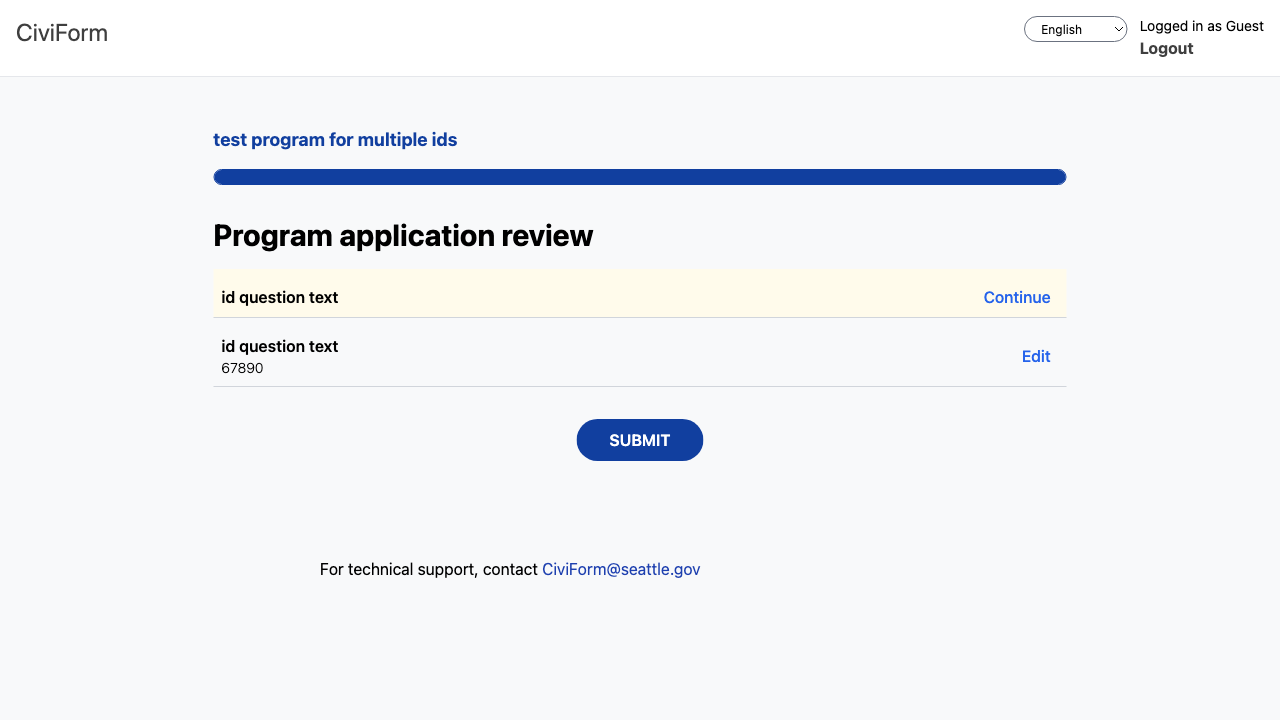 CiviForm
English
Logged in as Guest
Logout
test program for multiple ids
Program application review
id question text
Continue
id question text
67890
Edit
SUBMIT
For technical support, contact CiviForm@seattle.gov